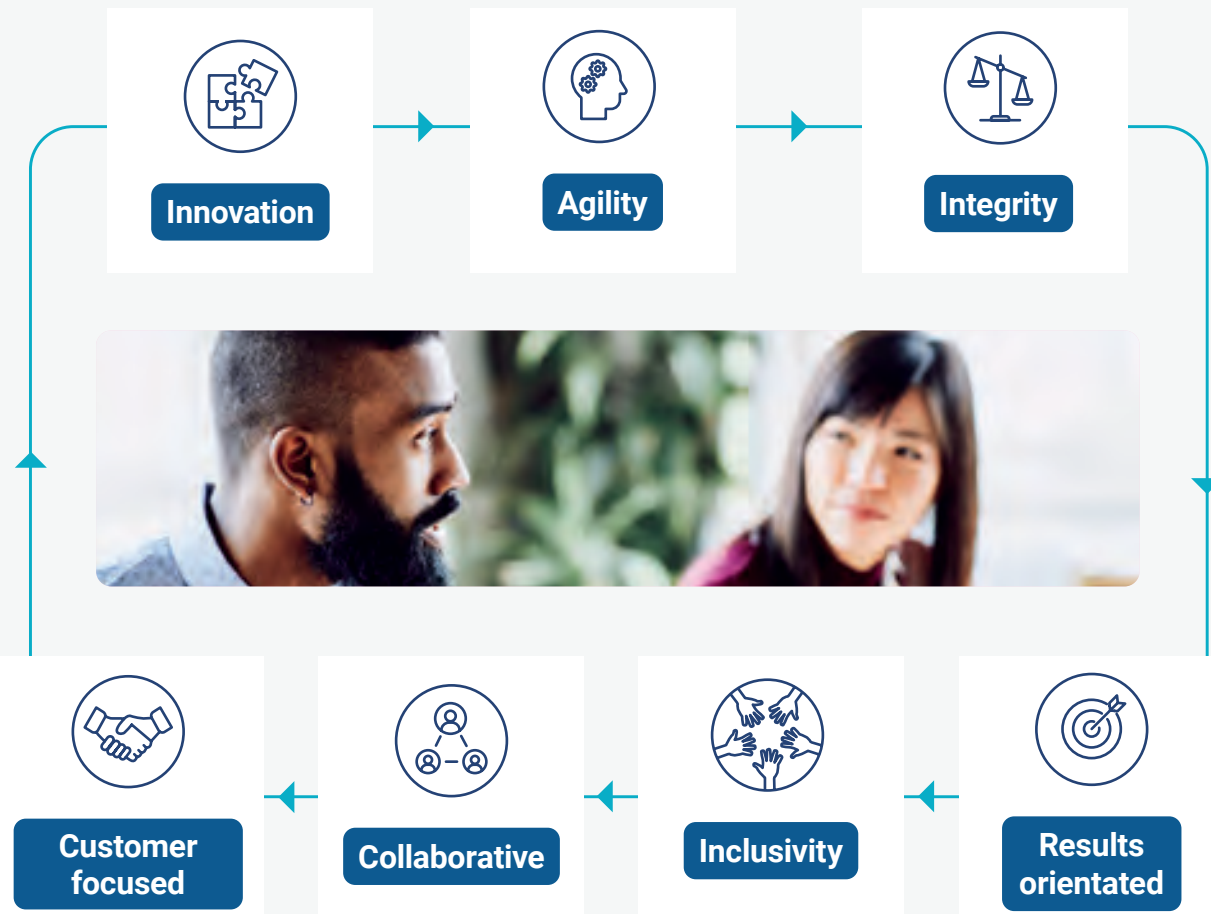 Innovation
Agility
Integrity
Customer
focused
Collaborative
Inclusivity
Results
orientated